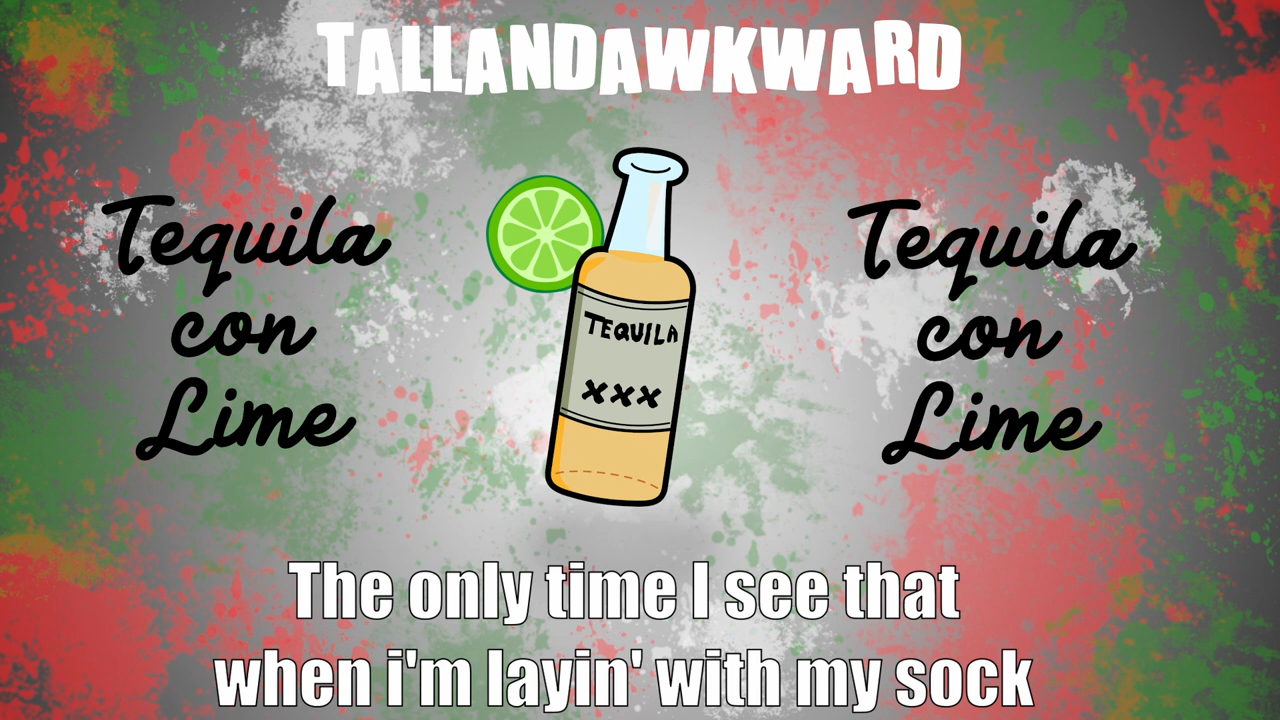 TALLANDAWKWARD
Tequila
con
Lime
TEQUILA
xxx
Tequila
con
Lime
The only time I see that
when i'm layin' with my sock